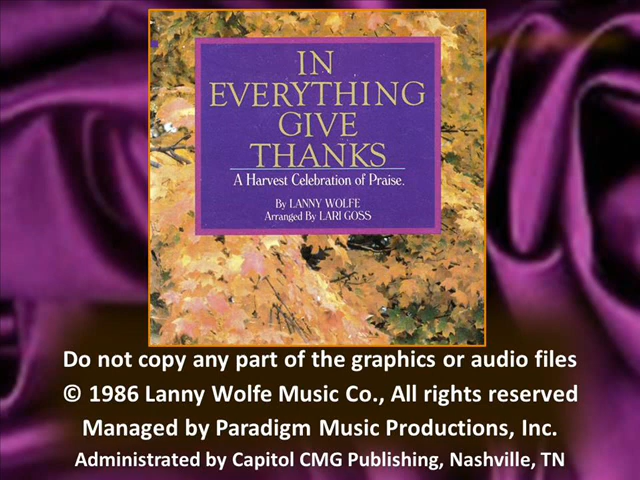 IN
EVERYTHING
GIVE
THANKS
A Harvest Celebration of Praise.
By LANNY WOLFE
Arranged By LARI GOSS
Do not copy any part of the graphics or audio files
© 1986 Lanny Wolfe Music Co., All rights reserved
Managed by Paradigm Music Productions, Inc.
Administrated by Capitol CMG Publishing, Nashville, TN